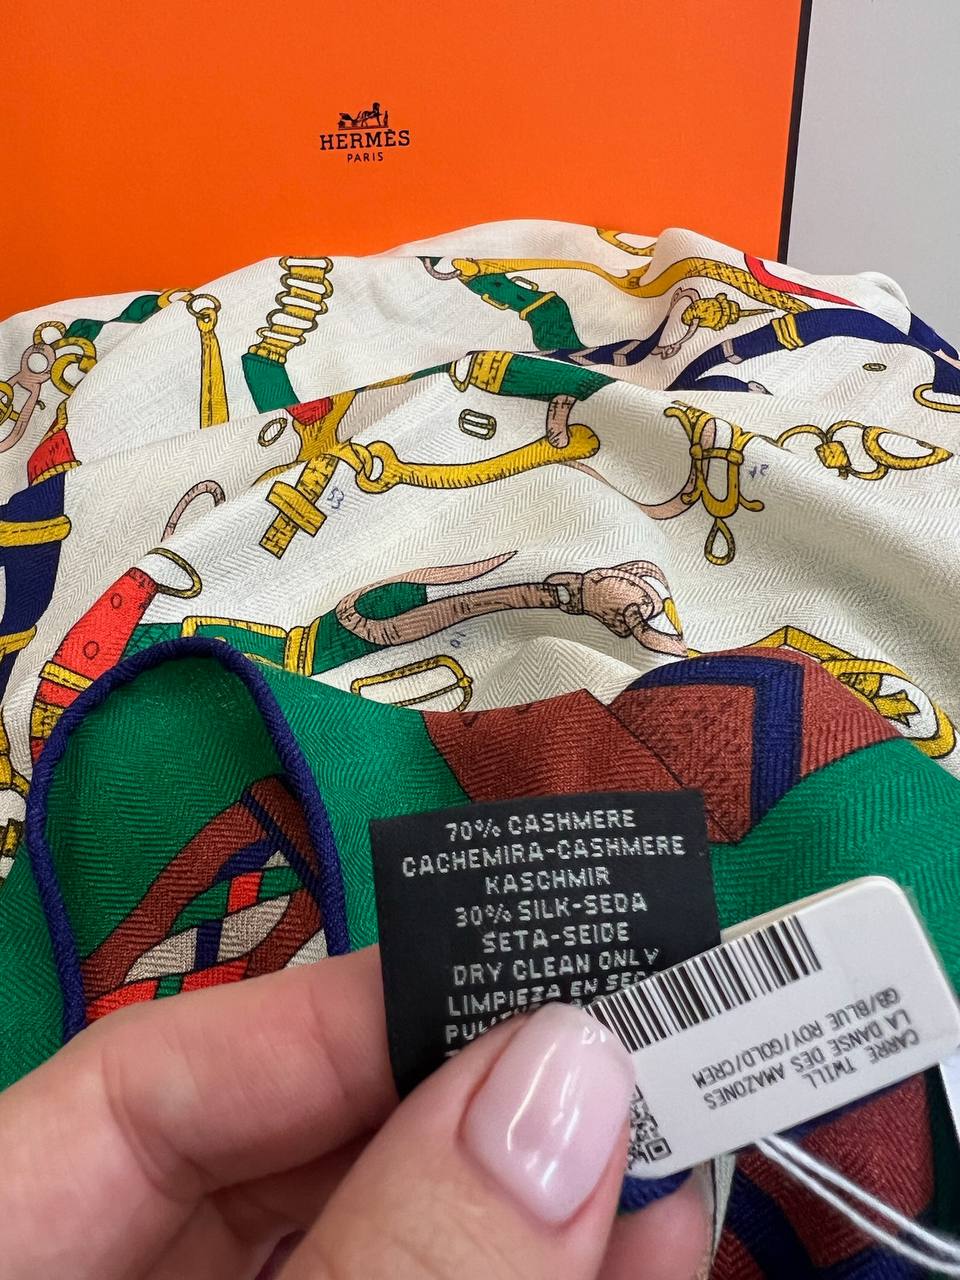 HERMÈS
PARIS
70% CASHMERE
CACHEMIRA-CASHMERE
KASCHMIR
30% SILK-SEDA
SETA-SEIDE
DRY CLEAN ONLY
LIMPIEZA EN
CARRE TWILL
LA DANSE DES AMAZONES
GB/BLUE ROY/GOLD/CREM